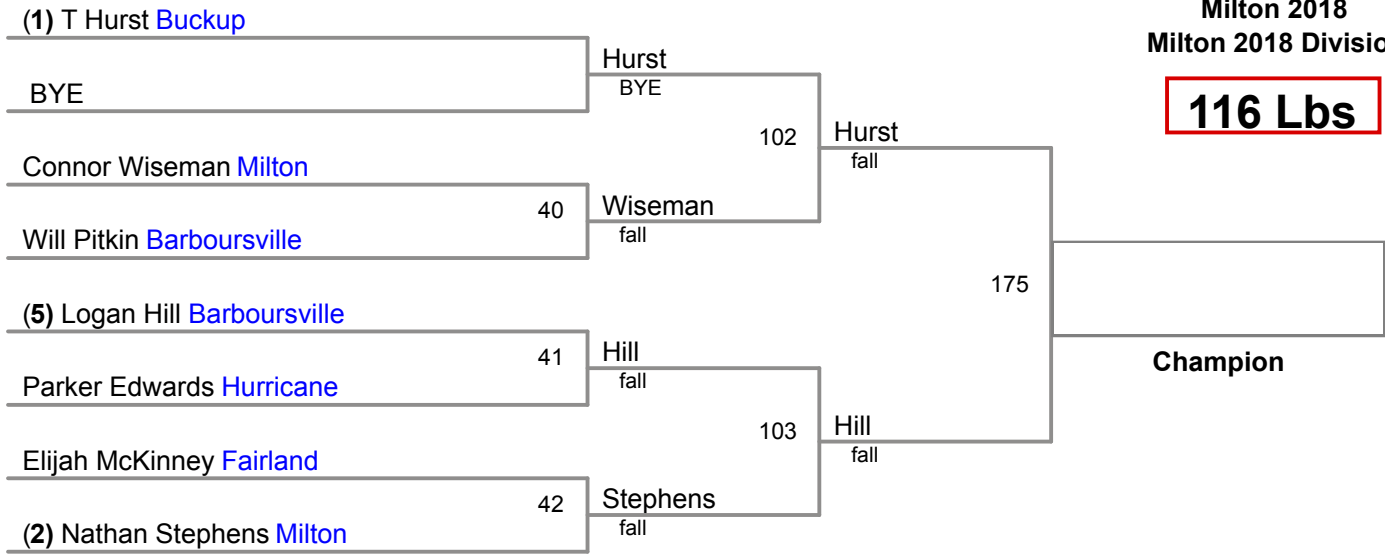 (1) T Hurst Buckup
BYE
Connor Wiseman Milton
Will Pitkin Barboursville
(5) Logan Hill Barboursville
Parker Edwards Hurricane
Elijah McKinney Fairland
(2) Nathan Stephens Milton
40
41
42
Hurst
BYE
Wiseman
fall
Hill
fall
Stephens
fall
102
103
Hurst
fall
Hill
fall
175
Milton 2018
Milton 2018 Divisio
116 Lbs
Champion